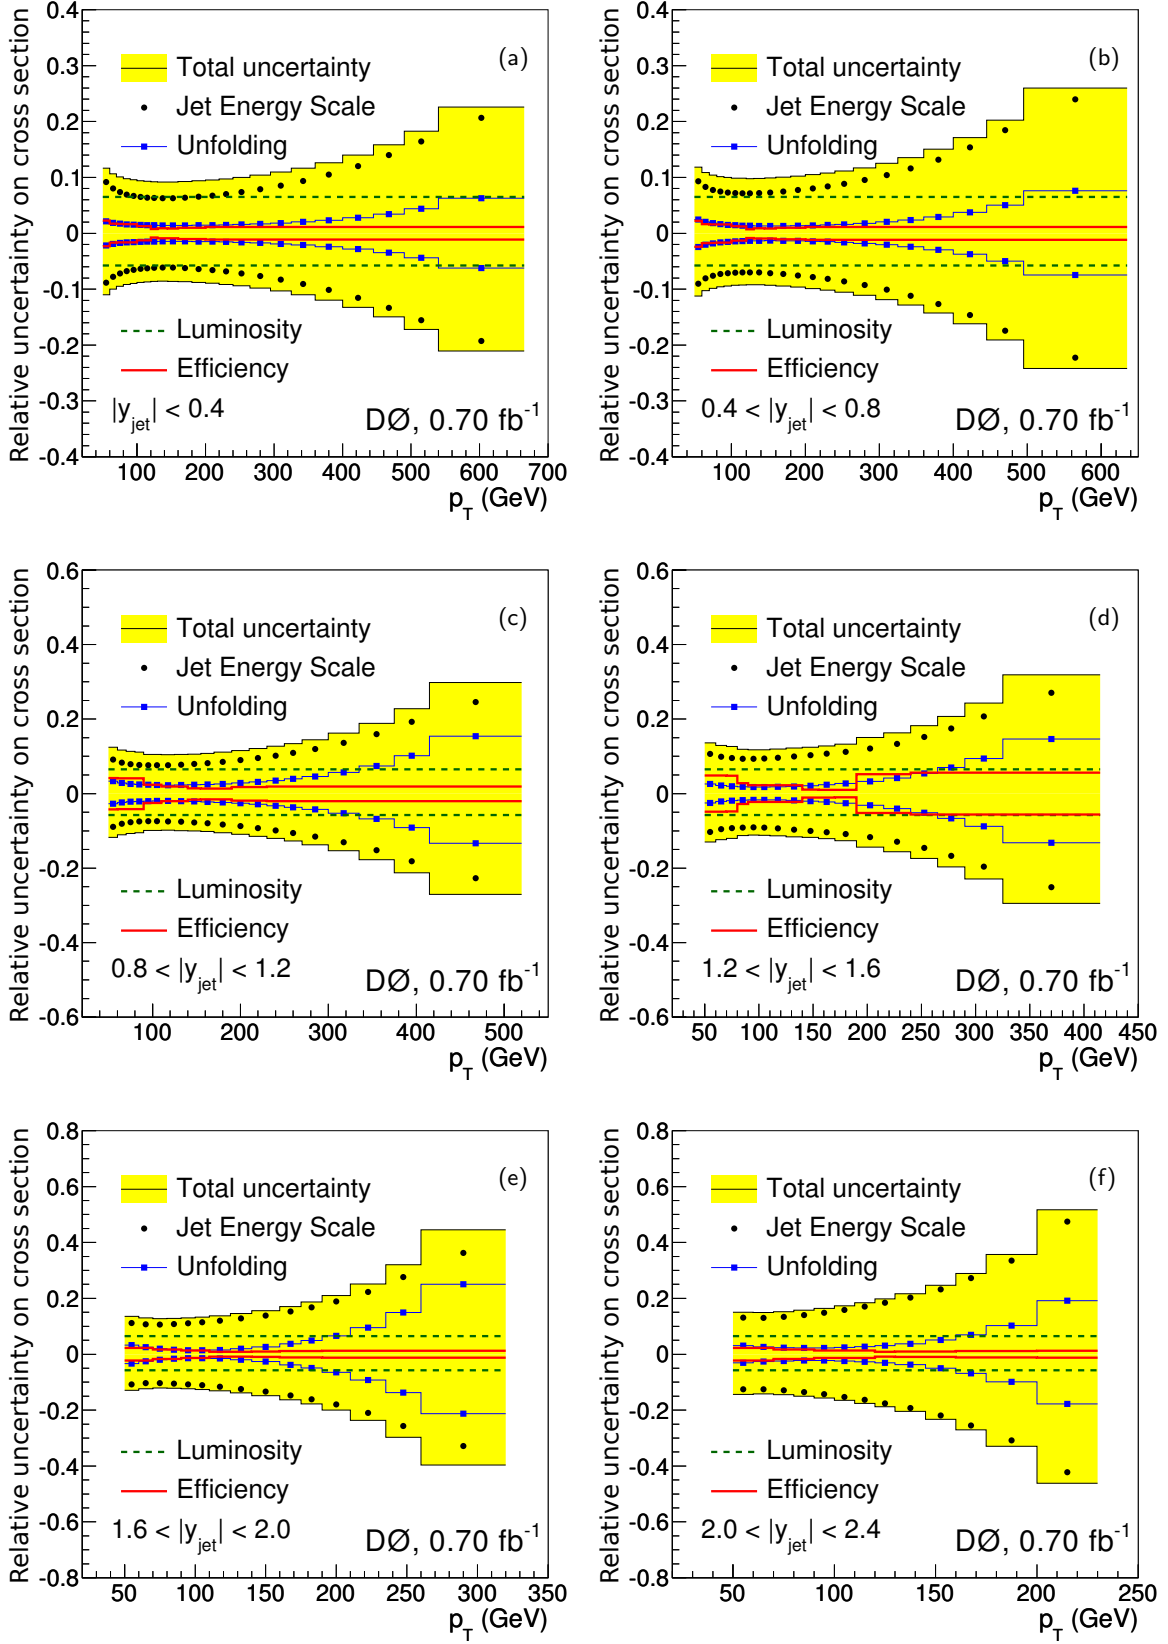 Relative uncertainty on cross section
0.4
0.3
0.2
0.1
0
-0.1
-0.2
-0.3
-0.4
(a)
Total uncertainty
Jet Energy Scale
Unfolding
Luminosity
Efficiency
|y_jet| < 0.4
DØ, 0.70 fb⁻¹
100 200 300 400 500 600 700
p_T (GeV)
Relative uncertainty on cross section
0.4
0.3
0.2
0.1
0
-0.1
-0.2
-0.3
-0.4
(b)
Total uncertainty
Jet Energy Scale
Unfolding
Luminosity
Efficiency
0.4 < |y_jet| < 0.8
DØ, 0.70 fb⁻¹
100 200 300 400 500 600
p_T (GeV)
Relative uncertainty on cross section
0.6
0.4
0.2
0
-0.2
-0.4
-0.6
(c)
Total uncertainty
Jet Energy Scale
Unfolding
Luminosity
Efficiency
0.8 < |y_jet| < 1.2
DØ, 0.70 fb⁻¹
100 200 300 400 500
p_T (GeV)
Relative uncertainty on cross section
0.6
0.4
0.2
0
-0.2
-0.4
-0.6
(d)
Total uncertainty
Jet Energy Scale
Unfolding
Luminosity
Efficiency
1.2 < |y_jet| < 1.6
DØ, 0.70 fb⁻¹
50 100 150 200 250 300 350 400 450
p_T (GeV)
Relative uncertainty on cross section
0.8
0.6
0.4
0.2
0
-0.2
-0.4
-0.6
-0.8
(e)
Total uncertainty
Jet Energy Scale
Unfolding
Luminosity
Efficiency
1.6 < |y_jet| < 2.0
DØ, 0.70 fb⁻¹
50 100 150 200 250 300 350
p_T (GeV)
Relative uncertainty on cross section
0.8
0.6
0.4
0.2
0
-0.2
-0.4
-0.6
-0.8
(f)
Total uncertainty
Jet Energy Scale
Unfolding
Luminosity
Efficiency
2.0 < |y_jet| < 2.4
DØ, 0.70 fb⁻¹
50 100 150 200 250
p_T (GeV)